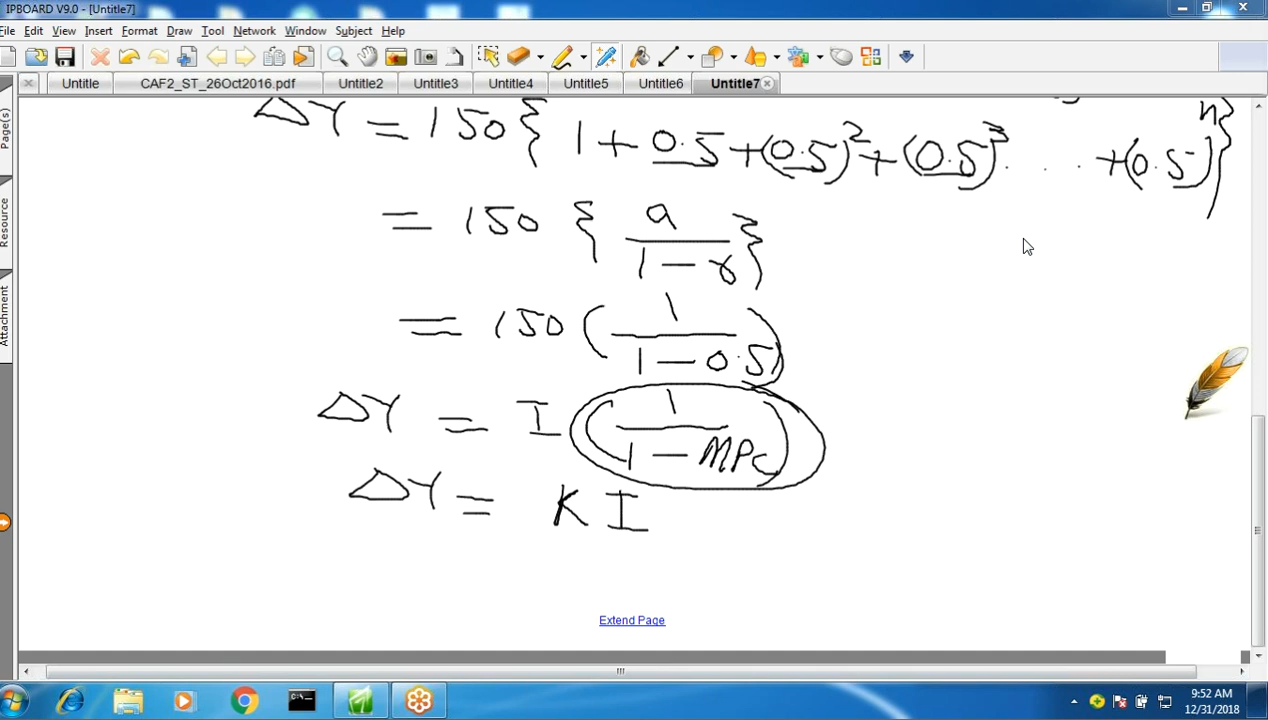 IPBOARD V9.0 - [Untitle7]
File Edit View Insert Format Draw Tool Network Window Subject Help
Untitle CAF2_ST_26Oct2016.pdf Untitle2 Untitle3 Untitle4 Untitle5 Untitle6 Untitle7
Page(s)
Resource
Attachment
ΔY = 150{ 1 + 0.5 + (0.5)² + (0.5)³ . . . + (0.5)ⁿ}
= 150 { a / 1 - r }
= 150 ( 1 / 1 - 0.5 )
ΔY = I ( 1 / 1 - MPC )
ΔY = K I
Extend Page
9:52 AM
12/31/2018